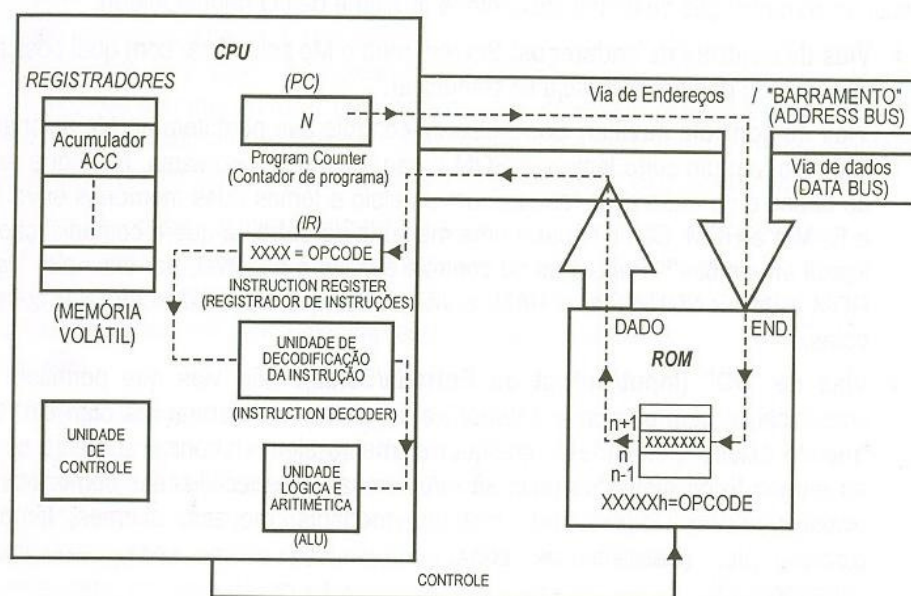 CPU
REGISTRADORES
Acumulador
ACC
(MEMÓRIA
VOLÁTIL)
UNIDADE
DE
CONTROLE
(PC)
N
Program Counter
(Contador de programa)
(IR)
XXXX = OPCODE
INSTRUCTION REGISTER
(REGISTRADOR DE INSTRUÇÕES)
UNIDADE DE
DECODIFICAÇÃO
DA INSTRUÇÃO
(INSTRUCTION DECODER)
UNIDADE
LÓGICA E
ARITMÉTICA
(ALU)
Via de Endereços / "BARRAMENTO"
(ADDRESS BUS)
Via de dados
(DATA BUS)
DADO
END.
ROM
n+1
n
n-1
XXXXXXX
XXXXXh=OPCODE
CONTROLE